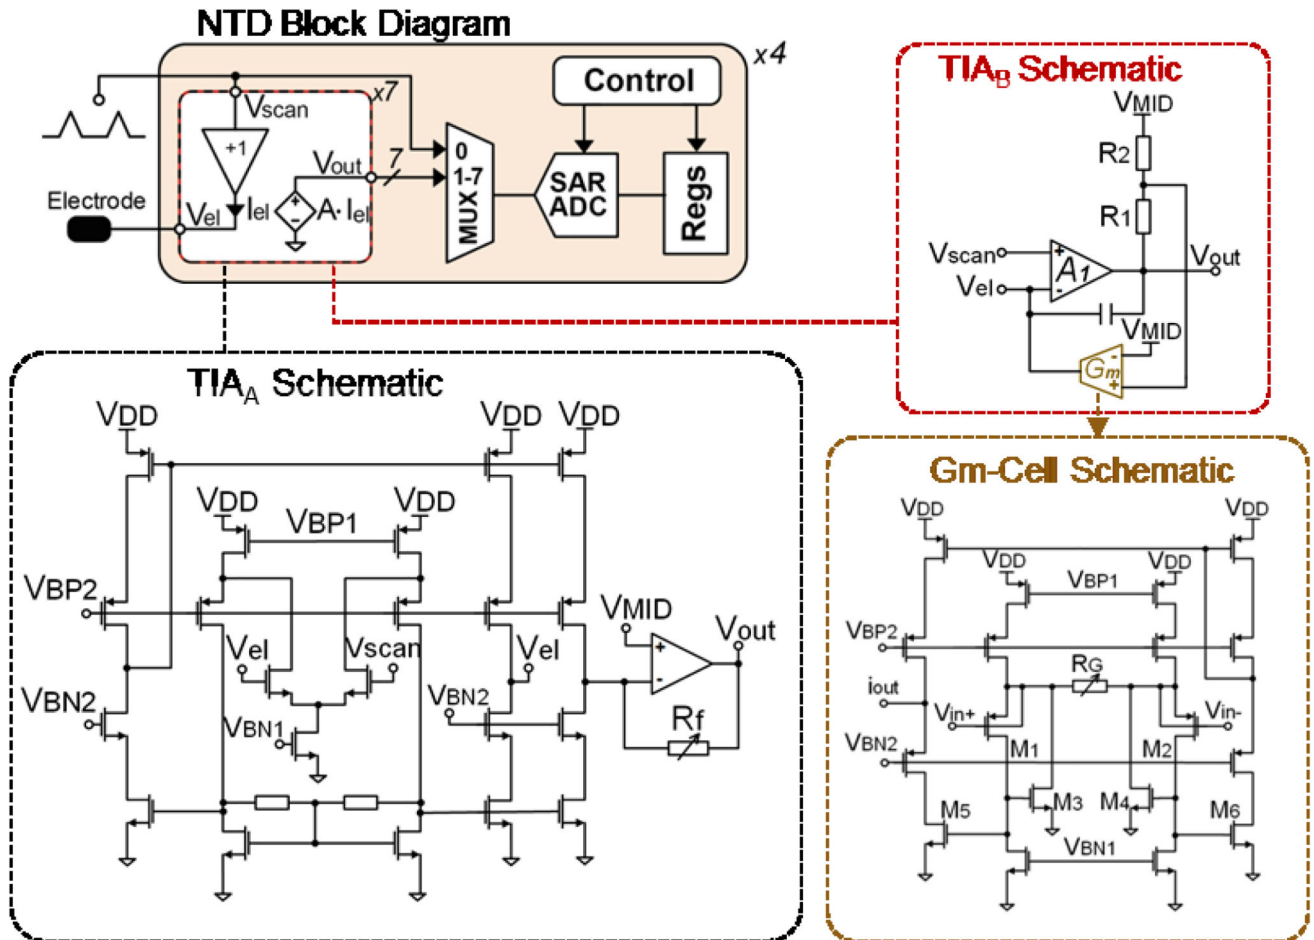 NTD Block Diagram
x4
Control
x7
Vscan
+1
Vout
7
0
1-7
MUX
SAR
ADC
Regs
Electrode
Vel
Iel
A·Iel
+
-
TIAB Schematic
VMID
R2
R1
Vscan
Vel
+
-
A1
Vout
VMID
Gm
-
+
TIAA Schematic
VDD
VDD
VDD
VDD
VBP1
VDD
VBP2
Vel
Vscan
VBN2
VBN1
Vel
VBN2
VMID
+
-
Vout
Rf
Gm-Cell Schematic
VDD
VDD
VDD
VBP1
VDD
VBP2
RG
iout
Vin+
Vin-
VBN2
M1
M2
M3
M4
M5
M6
VBN1